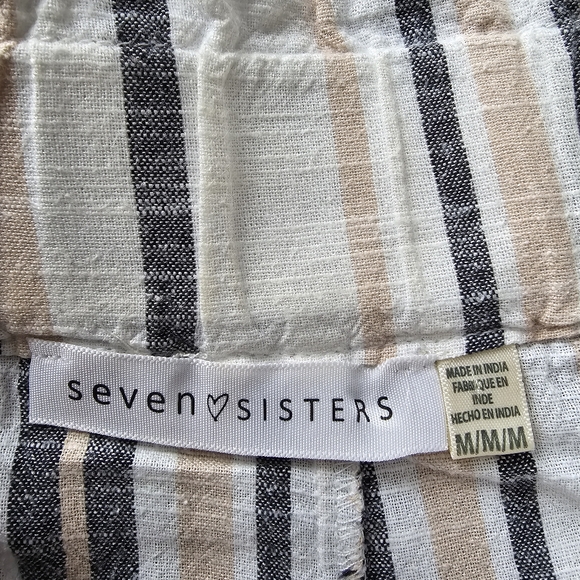 seven♡SISTERS
MADE IN INDIA
FABRIQUE EN
INDE
HECHO EN INDIA
M/M/M